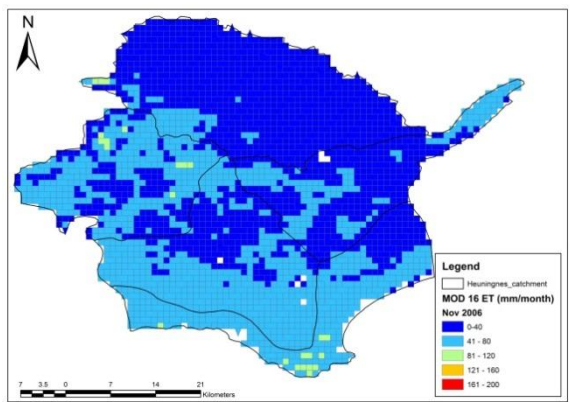 N
Legend
Heuningnes_catchment
MOD 16 ET (mm/month)
Nov 2006
0-40
41 - 80
81 - 120
121 - 160
161 - 200
7 3.5 0 7 14 21
Kilometers